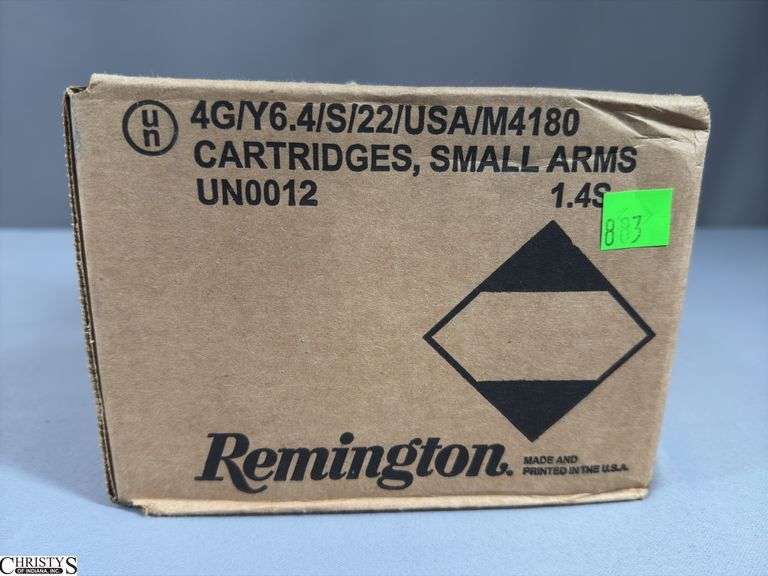 un
4G/Y6.4/S/22/USA/M4180
CARTRIDGES, SMALL ARMS
UN0012 1.4S
883
Remington.
MADE AND
PRINTED IN THE U.S.A.
CHRISTY'S
OF INDIANA, INC.